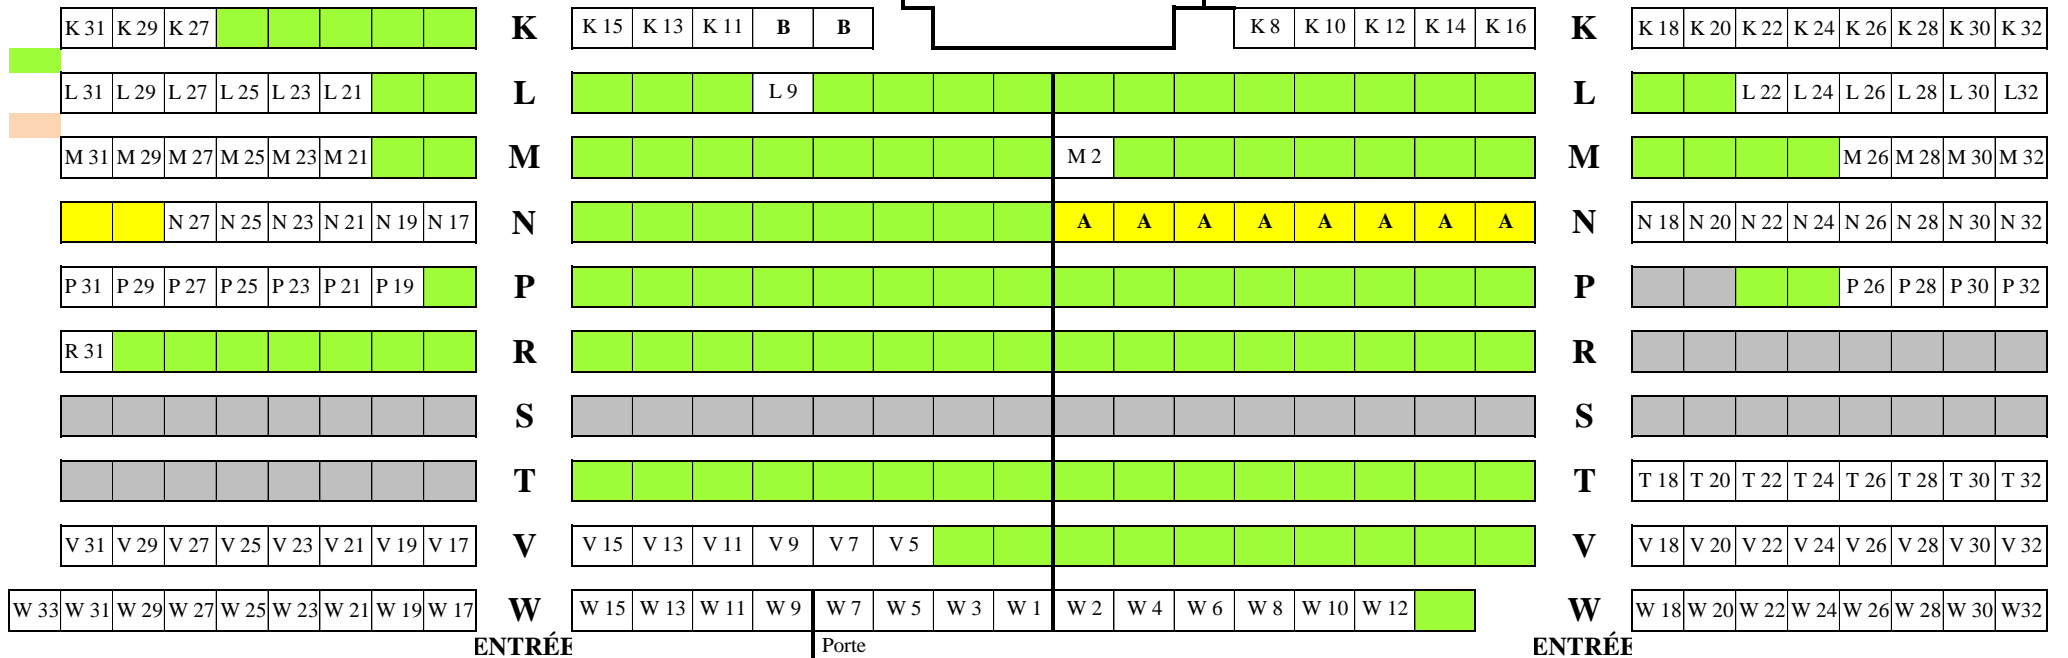 K 31 K 29 K 27 K K 15 K 13 K 11 B B K 8 K 10 K 12 K 14 K 16 K K 18 K 20 K 22 K 24 K 26 K 28 K 30 K 32
L 31 L 29 L 27 L 25 L 23 L 21 L L 9 L L 22 L 24 L 26 L 28 L 30 L32
M 31 M 29 M 27 M 25 M 23 M 21 M M 2 M M 26 M 28 M 30 M 32
N 27 N 25 N 23 N 21 N 19 N 17 N A A A A A A A A N N 18 N 20 N 22 N 24 N 26 N 28 N 30 N 32
P 31 P 29 P 27 P 25 P 23 P 21 P 19 P P P 26 P 28 P 30 P 32
R 31 R R
S S
T T T 18 T 20 T 22 T 24 T 26 T 28 T 30 T 32
V 31 V 29 V 27 V 25 V 23 V 21 V 19 V 17 V V 15 V 13 V 11 V 9 V 7 V 5 V V 18 V 20 V 22 V 24 V 26 V 28 V 30 V 32
W 33 W 31 W 29 W 27 W 25 W 23 W 21 W 19 W 17 W W 15 W 13 W 11 W 9 W 7 W 5 W 3 W 1 W 2 W 4 W 6 W 8 W 10 W 12 W W 18 W 20 W 22 W 24 W 26 W 28 W 30 W32
ENTRÉE Porte ENTRÉE